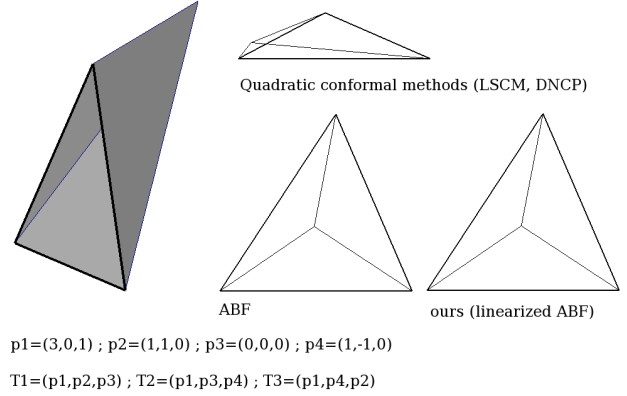 Quadratic conformal methods (LSCM, DNCP)
ABF
ours (linearized ABF)
p1=(3,0,1) ; p2=(1,1,0) ; p3=(0,0,0) ; p4=(1,-1,0)
T1=(p1,p2,p3) ; T2=(p1,p3,p4) ; T3=(p1,p4,p2)